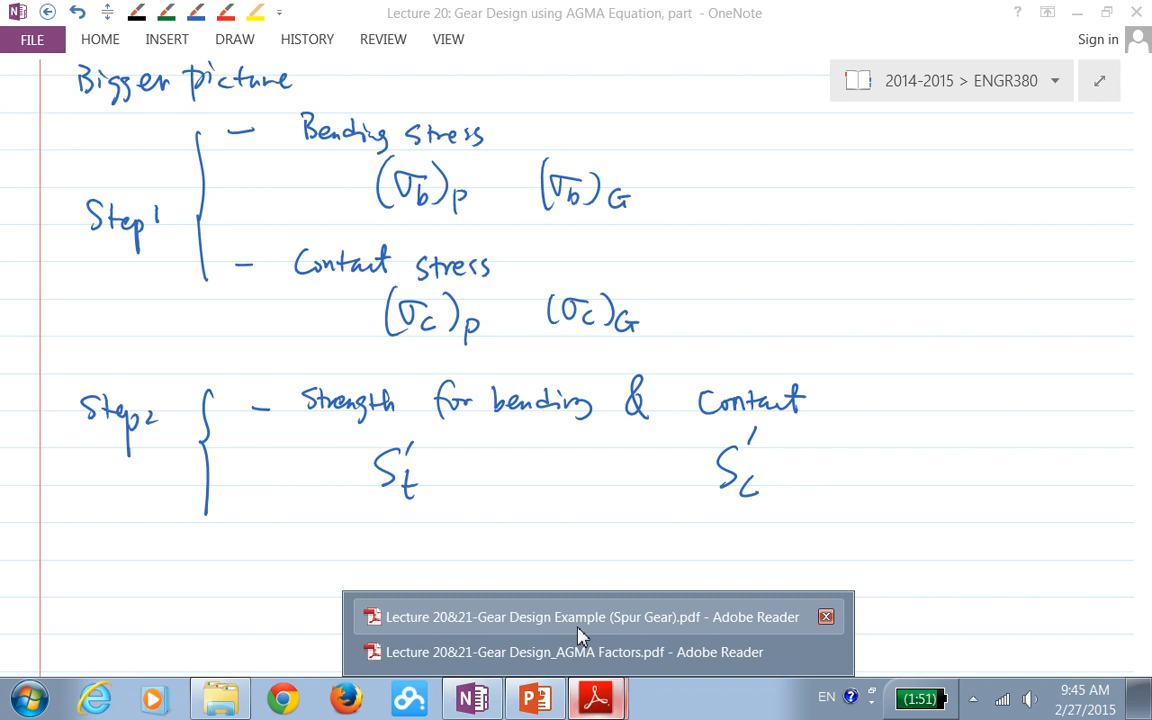 Lecture 20: Gear Design using AGMA Equation, part - OneNote
FILE HOME INSERT DRAW HISTORY REVIEW VIEW Sign in
2014-2015 > ENGR380
Bigger picture
Step 1
- Bending stress
(σb)P (σb)G
- Contact stress
(σc)P (σc)G
Step 2
- Strength for bending & Contact
St' Sc'
Lecture 20&21-Gear Design Example (Spur Gear).pdf - Adobe Reader
Lecture 20&21-Gear Design_AGMA Factors.pdf - Adobe Reader
EN (1:51) 9:45 AM
2/27/2015